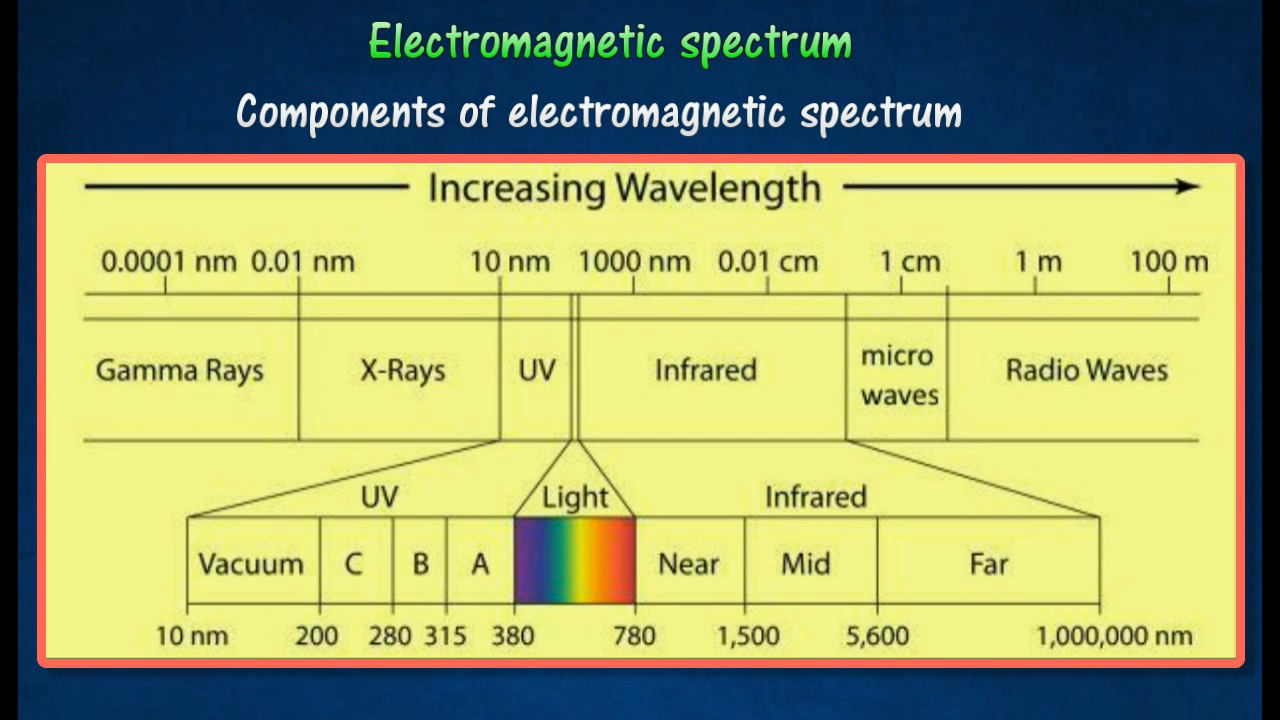 Electromagnetic spectrum
Components of electromagnetic spectrum
Increasing Wavelength
0.0001 nm 0.01 nm 10 nm 1000 nm 0.01 cm 1 cm 1 m 100 m
Gamma Rays X-Rays UV Infrared micro waves Radio Waves
UV Light Infrared
Vacuum C B A Near Mid Far
10 nm 200 280 315 380 780 1,500 5,600 1,000,000 nm